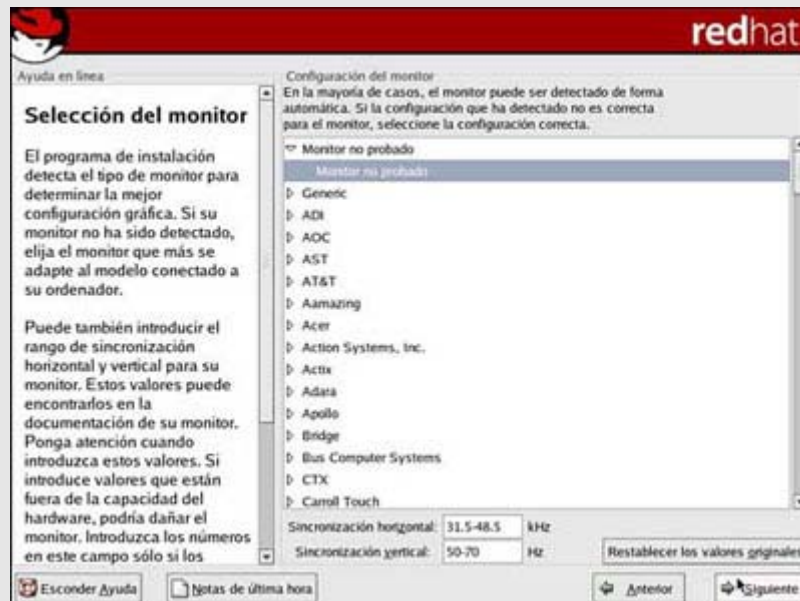 redhat
Ayuda en línea
Selección del monitor
El programa de instalación
detecta el tipo de monitor para
determinar la mejor
configuración gráfica. Si su
monitor no ha sido detectado,
elija el monitor que más se
adapte al modelo conectado a
su ordenador.
Puede también introducir el
rango de sincronización
horizontal y vertical para su
monitor. Estos valores puede
encontrarlos en la
documentación de su monitor.
Ponga atención cuando
introduzca estos valores. Si
introduce valores que están
fuera de la capacidad del
hardware, podría dañar el
monitor. Introduzca los números
en este campo sólo si los
Configuración del monitor
En la mayoría de casos, el monitor puede ser detectado de forma
automática. Si la configuración que ha detectado no es correcta
para el monitor, seleccione la configuración correcta.
Monitor no probado
Monitor no probado
Generic
ADI
AOC
AST
AT&T
Aamazing
Acer
Action Systems, Inc.
Actix
Adara
Apollo
Bridge
Bus Computer Systems
CTX
Carroll Touch
Sincronización horizontal: 31.5-48.5 kHz
Sincronización vertical: 50-70 Hz
Restablecer los valores originales
Esconder Ayuda
Notas de última hora
Anterior
Siguiente